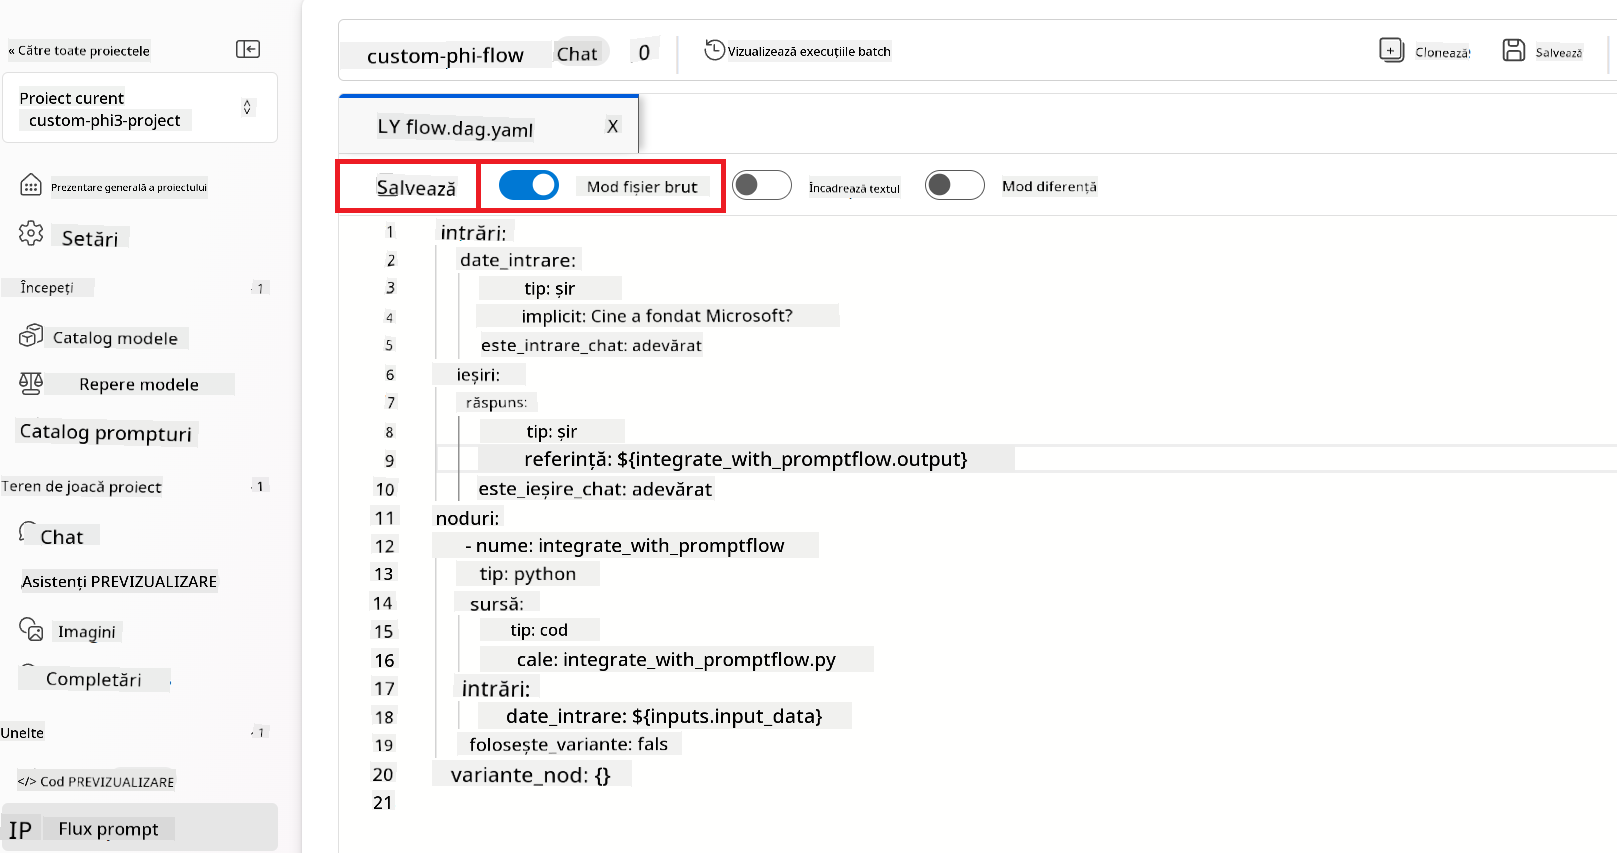 « Către toate proiectele
Proiect curent
custom-phi3-project
Prezentare generală a proiectului
Setări
Începeți
1
Catalog modele
Repere modele
Catalog prompturi
Teren de joacă proiect
1
Chat
Asistenți PREVIZUALIZARE
Imagini
Completări
Unelte
1
</> Cod PREVIZUALIZARE
IP Flux prompt
custom-phi-flow Chat 0 Vizualizează execuțiile batch Clonează Salvează
LY flow.dag.yaml X
Salvează Mod fișier brut Încadrează textul Mod diferență
1 intrări:
2 date_intrare:
3 tip: șir
4 implicit: Cine a fondat Microsoft?
5 este_intrare_chat: adevărat
6 ieșiri:
7 răspuns:
8 tip: șir
9 referință: ${integrate_with_promptflow.output}
10 este_ieșire_chat: adevărat
11 noduri:
12 - nume: integrate_with_promptflow
13 tip: python
14 sursă:
15 tip: cod
16 cale: integrate_with_promptflow.py
17 intrări:
18 date_intrare: ${inputs.input_data}
19 folosește_variante: fals
20 variante_nod: {}
21